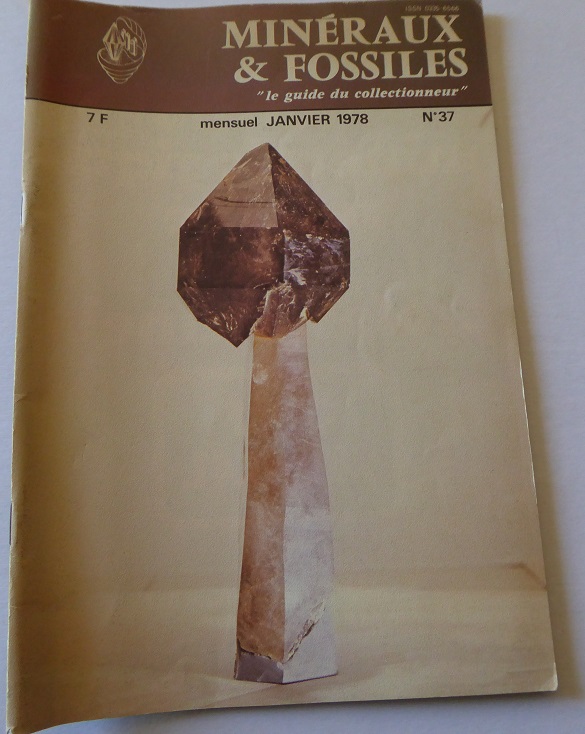 MINÉRAUX
& FOSSILES
"le guide du collectionneur"
7 F
mensuel JANVIER 1978
N°37